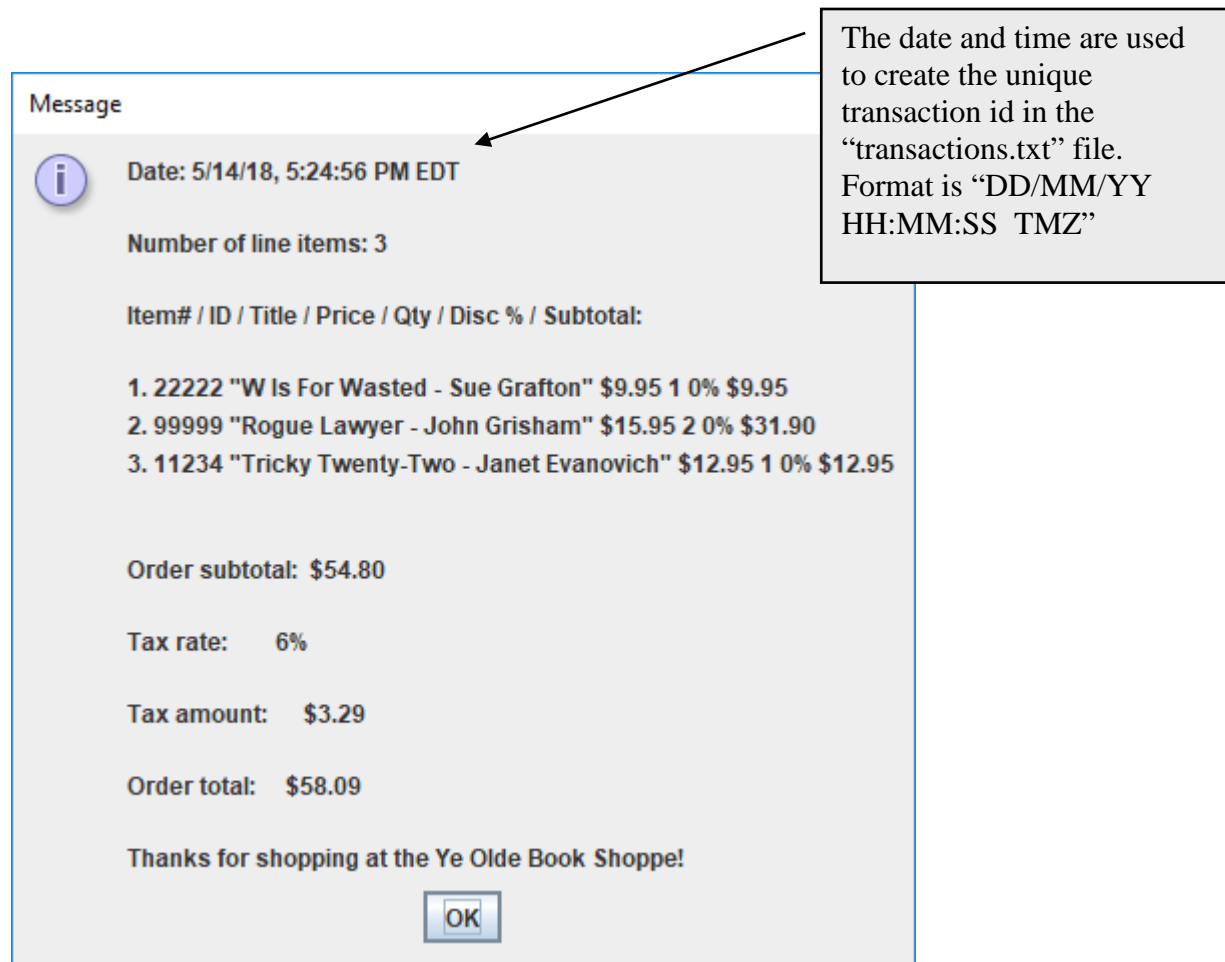 The date and time are used
to create the unique
transaction id in the
“transactions.txt” file.
Format is “DD/MM/YY
HH:MM:SS  TMZ”
Message
i
Date: 5/14/18, 5:24:56 PM EDT
Number of line items: 3
Item# / ID / Title / Price / Qty / Disc % / Subtotal:
1. 22222 "W Is For Wasted - Sue Grafton" $9.95 1 0% $9.95
2. 99999 "Rogue Lawyer - John Grisham" $15.95 2 0% $31.90
3. 11234 "Tricky Twenty-Two - Janet Evanovich" $12.95 1 0% $12.95
Order subtotal:  $54.80
Tax rate:     6%
Tax amount:    $3.29
Order total:    $58.09
Thanks for shopping at the Ye Olde Book Shoppe!
OK